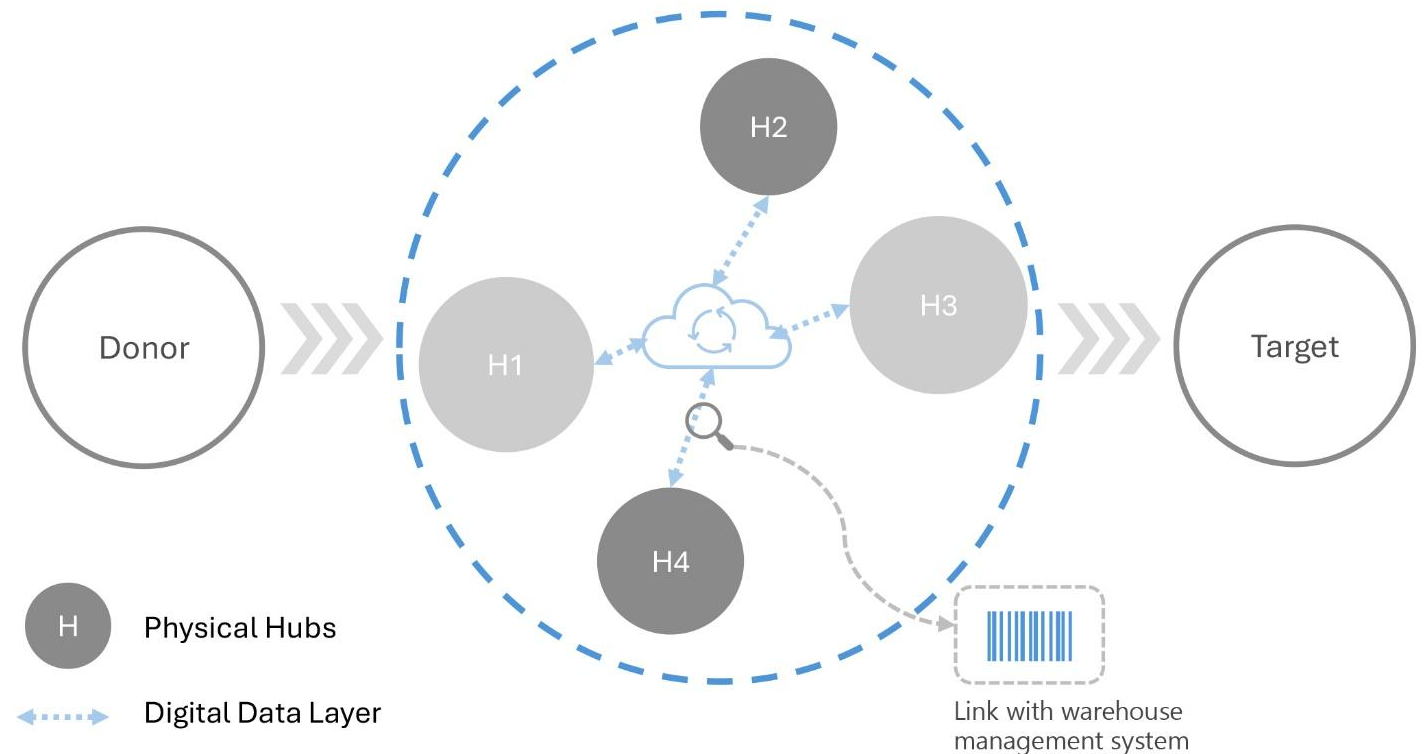 H2
H3
Donor
H1
Target
H4
H
Physical Hubs
Digital Data Layer
Link with warehouse
management system